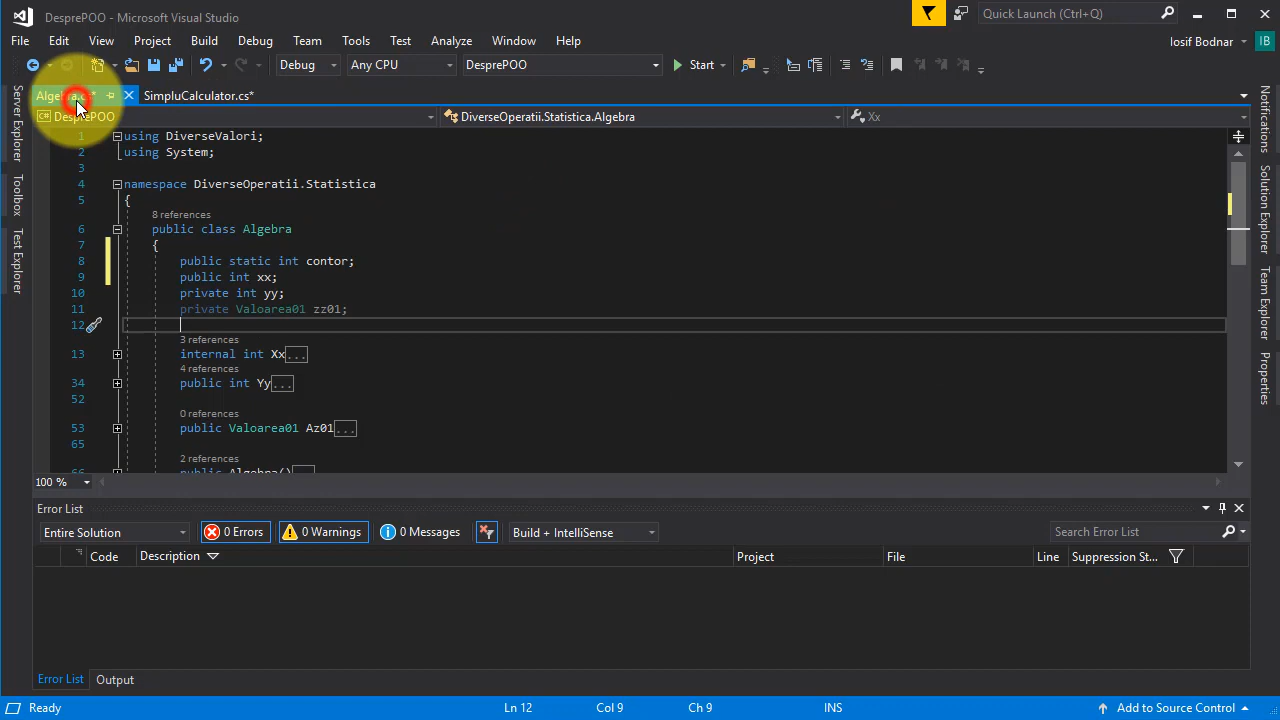 DesprePOO - Microsoft Visual Studio
Quick Launch (Ctrl+Q)
File Edit View Project Build Debug Team Tools Test Analyze Window Help
Iosif Bodnar IB
Debug Any CPU DesprePOO Start
SimpluCalculator.cs*
DesprePOO DiverseOperatii.Statistica.Algebra Xx
Server Explorer
Toolbox
Test Explorer
1 using DiverseValori;
2 using System;
3
4 namespace DiverseOperatii.Statistica
5 {
8 references
6 public class Algebra
7 {
8 public static int contor;
9 public int xx;
10 private int yy;
11 private Valoarea01 zz01;
12
3 references
13 internal int Xx...
4 references
34 public int Yy...
52
0 references
53 public Valoarea01 Az01...
65
2 references
66 public Algebra()...
Notifications
Solution Explorer
Team Explorer
Properties
100 %
Error List
Entire Solution 0 Errors 0 Warnings 0 Messages Build + IntelliSense Search Error List
Code Description Project File Line Suppression St...
Error List Output
Ready Ln 12 Col 9 Ch 9 INS Add to Source Control